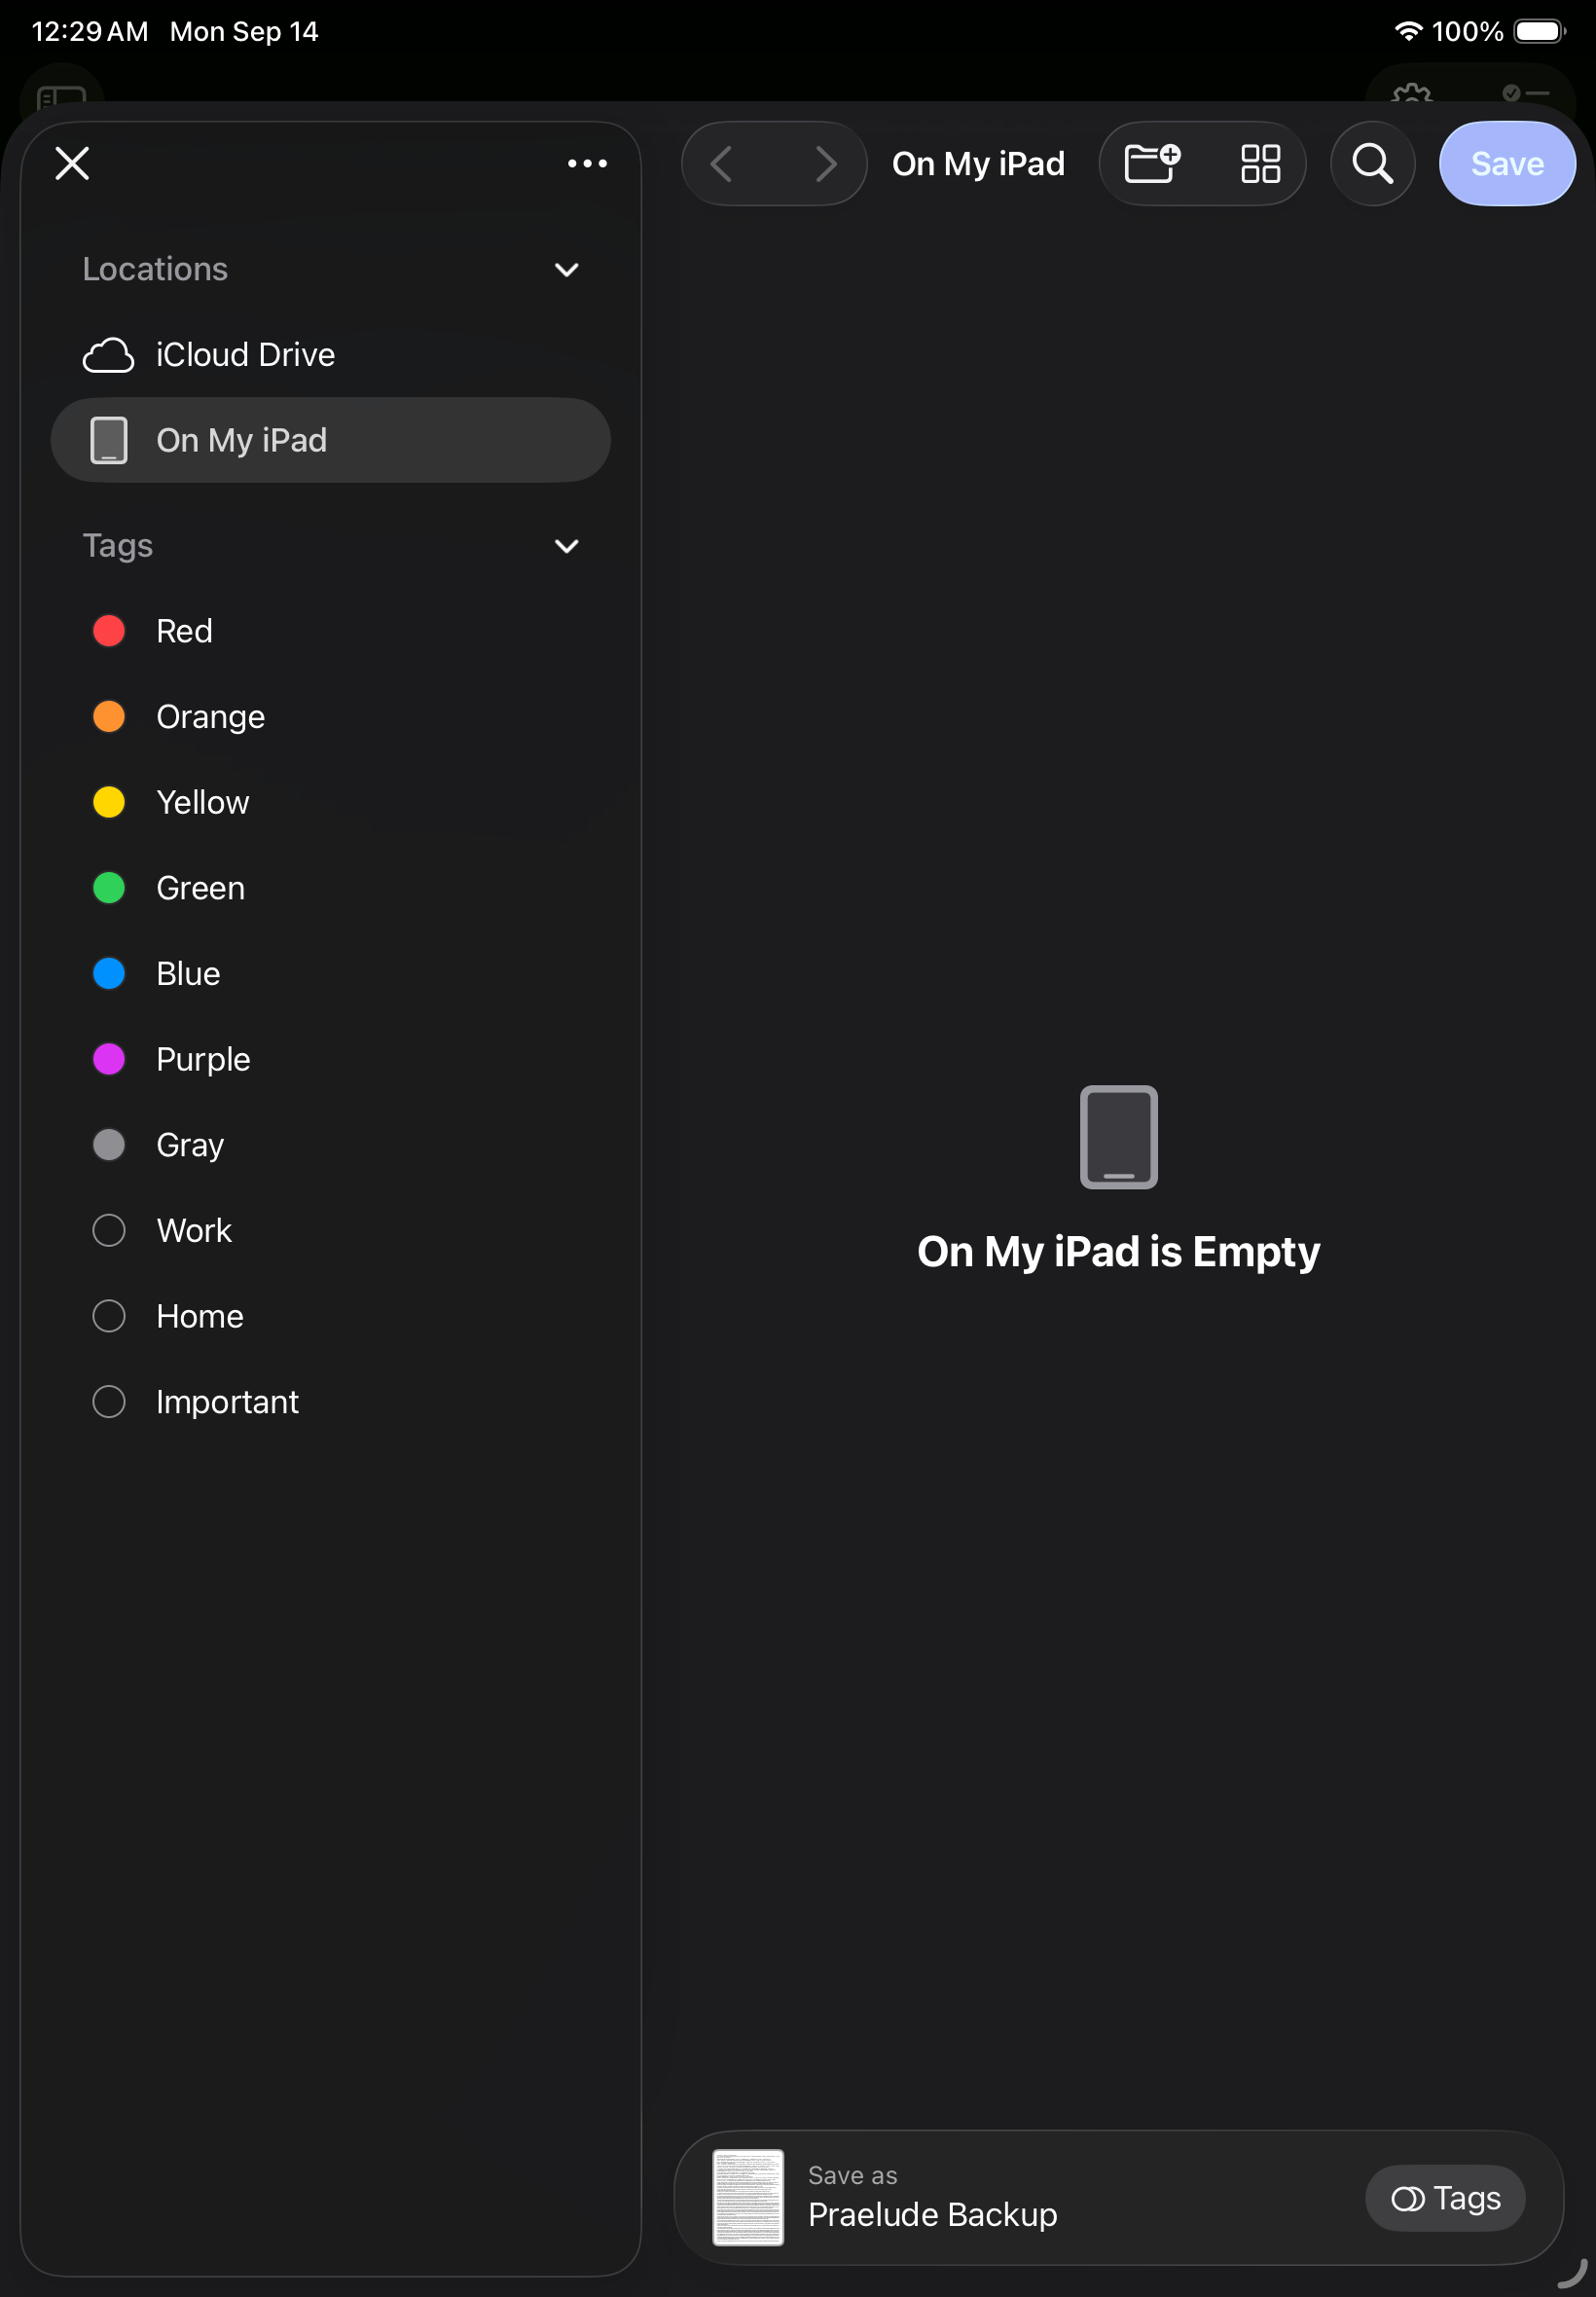 12:29 AM Mon Sep 14
100%
On My iPad
Save
Locations
iCloud Drive
On My iPad
Tags
Red
Orange
Yellow
Green
Blue
Purple
Gray
Work
Home
Important
On My iPad is Empty
Save as
Praelude Backup
Tags